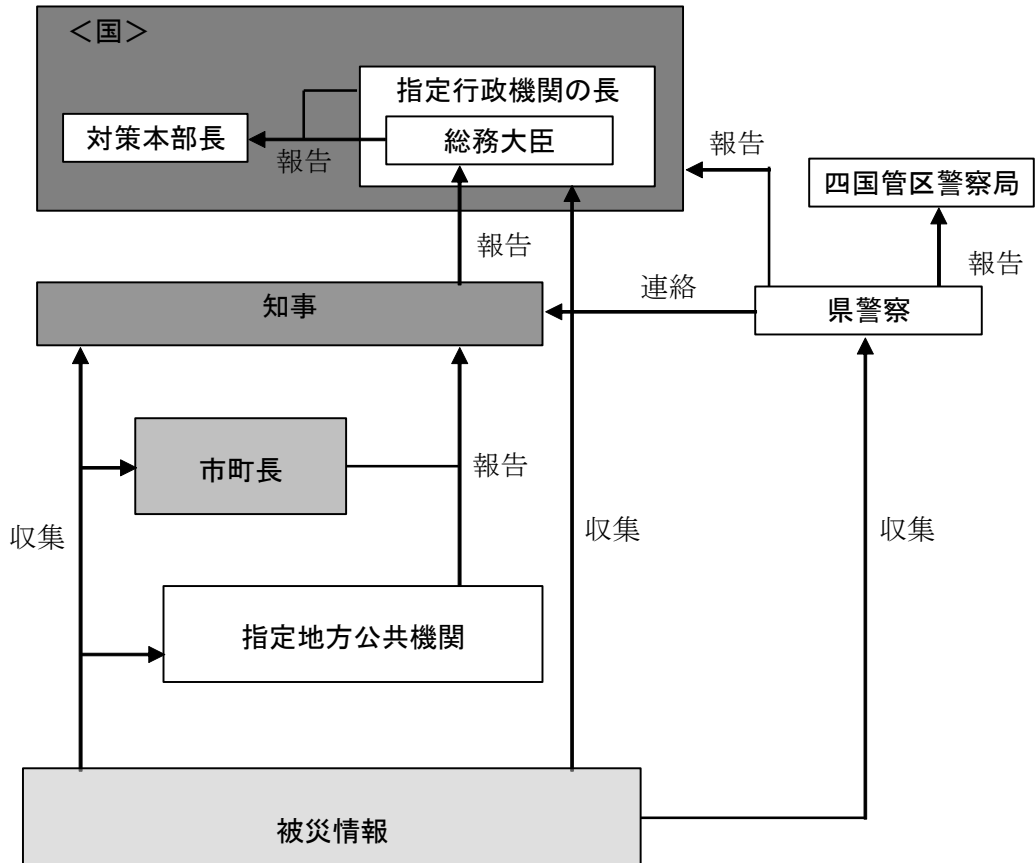 ＜国＞
指定行政機関の長
対策本部長
総務大臣
報告
報告
四国管区警察局
報告
報告
知事
連絡
県警察
市町長
報告
収集
収集
収集
指定地方公共機関
被災情報